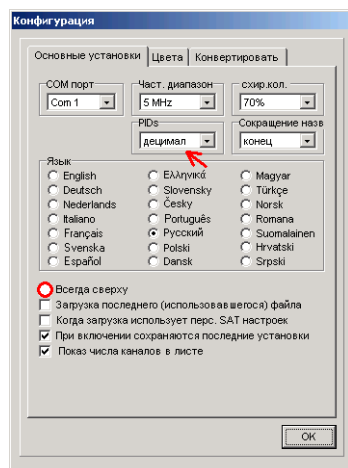 Конфигурация
Основные установки Цвета Конвертировать
COM порт Част. диапазон схир.кол.
Com 1 5 MHz 70%
PIDs Сокращение назв
децимал конец
Язык
English Ελληνικά Magyar
Deutsch Slovensky Türkçe
Nederlands Česky Norsk
Italiano Português Romana
Français Русский Suomalainen
Svenska Polski Hrvatski
Español Dansk Srpski
Всегда сверху
Загрузка последнего (использовавшегося) файла
Когда загрузка использует перс. SAT настроек
При включении сохраняются последние установки
Показ числа каналов в листе
OK